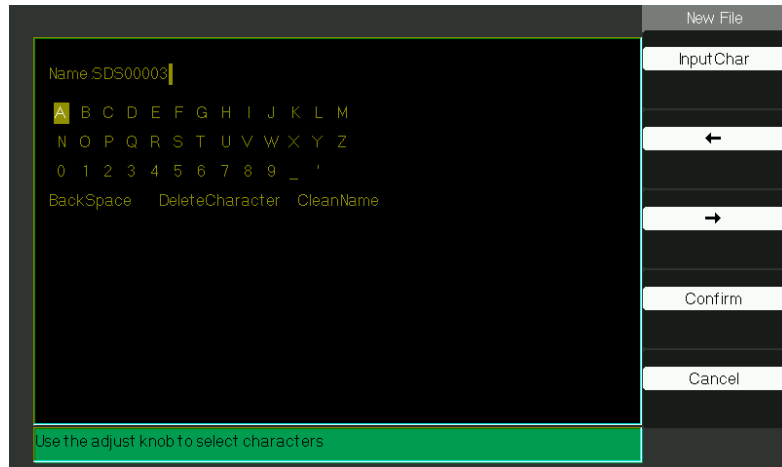 New File
Name:SDS00003
InputChar
A B C D E F G H I J K L M
N O P Q R S T U V W X Y Z
←
0 1 2 3 4 5 6 7 8 9 _ '
BackSpace DeleteCharacter CleanName
→
Confirm
Cancel
Use the adjust knob to select characters